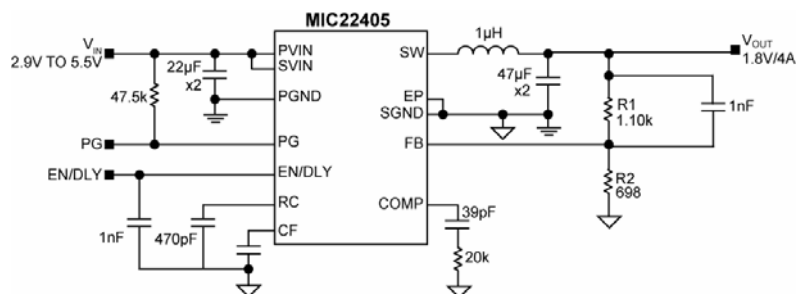 MIC22405
VIN
2.9V TO 5.5V
47.5k
22µF
x2
PG
EN/DLY
1nF
470pF
PVIN
SVIN
PGND
PG
EN/DLY
RC
CF
SW
EP
SGND
FB
COMP
1µH
47µF
x2
39pF
20k
R1
1.10k
1nF
R2
698
VOUT
1.8V/4A